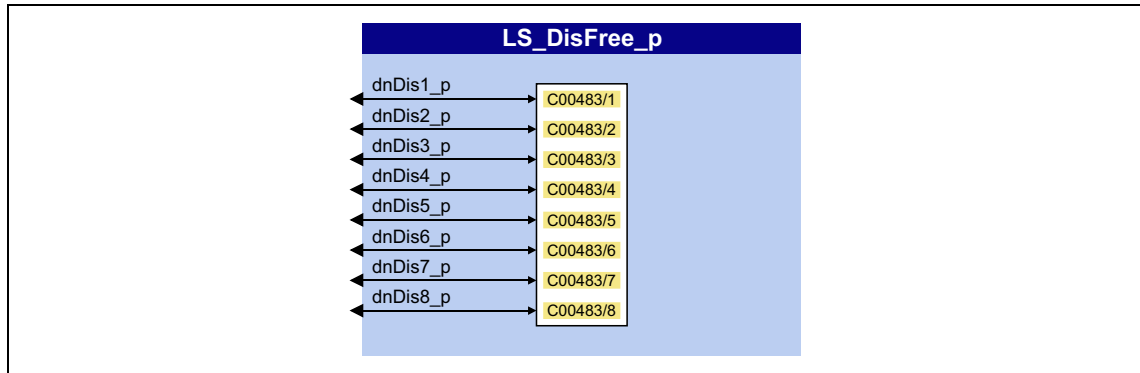 LS_DisFree_p
dnDis1_p
C00483/1
dnDis2_p
C00483/2
dnDis3_p
C00483/3
dnDis4_p
C00483/4
dnDis5_p
C00483/5
dnDis6_p
C00483/6
dnDis7_p
C00483/7
dnDis8_p
C00483/8